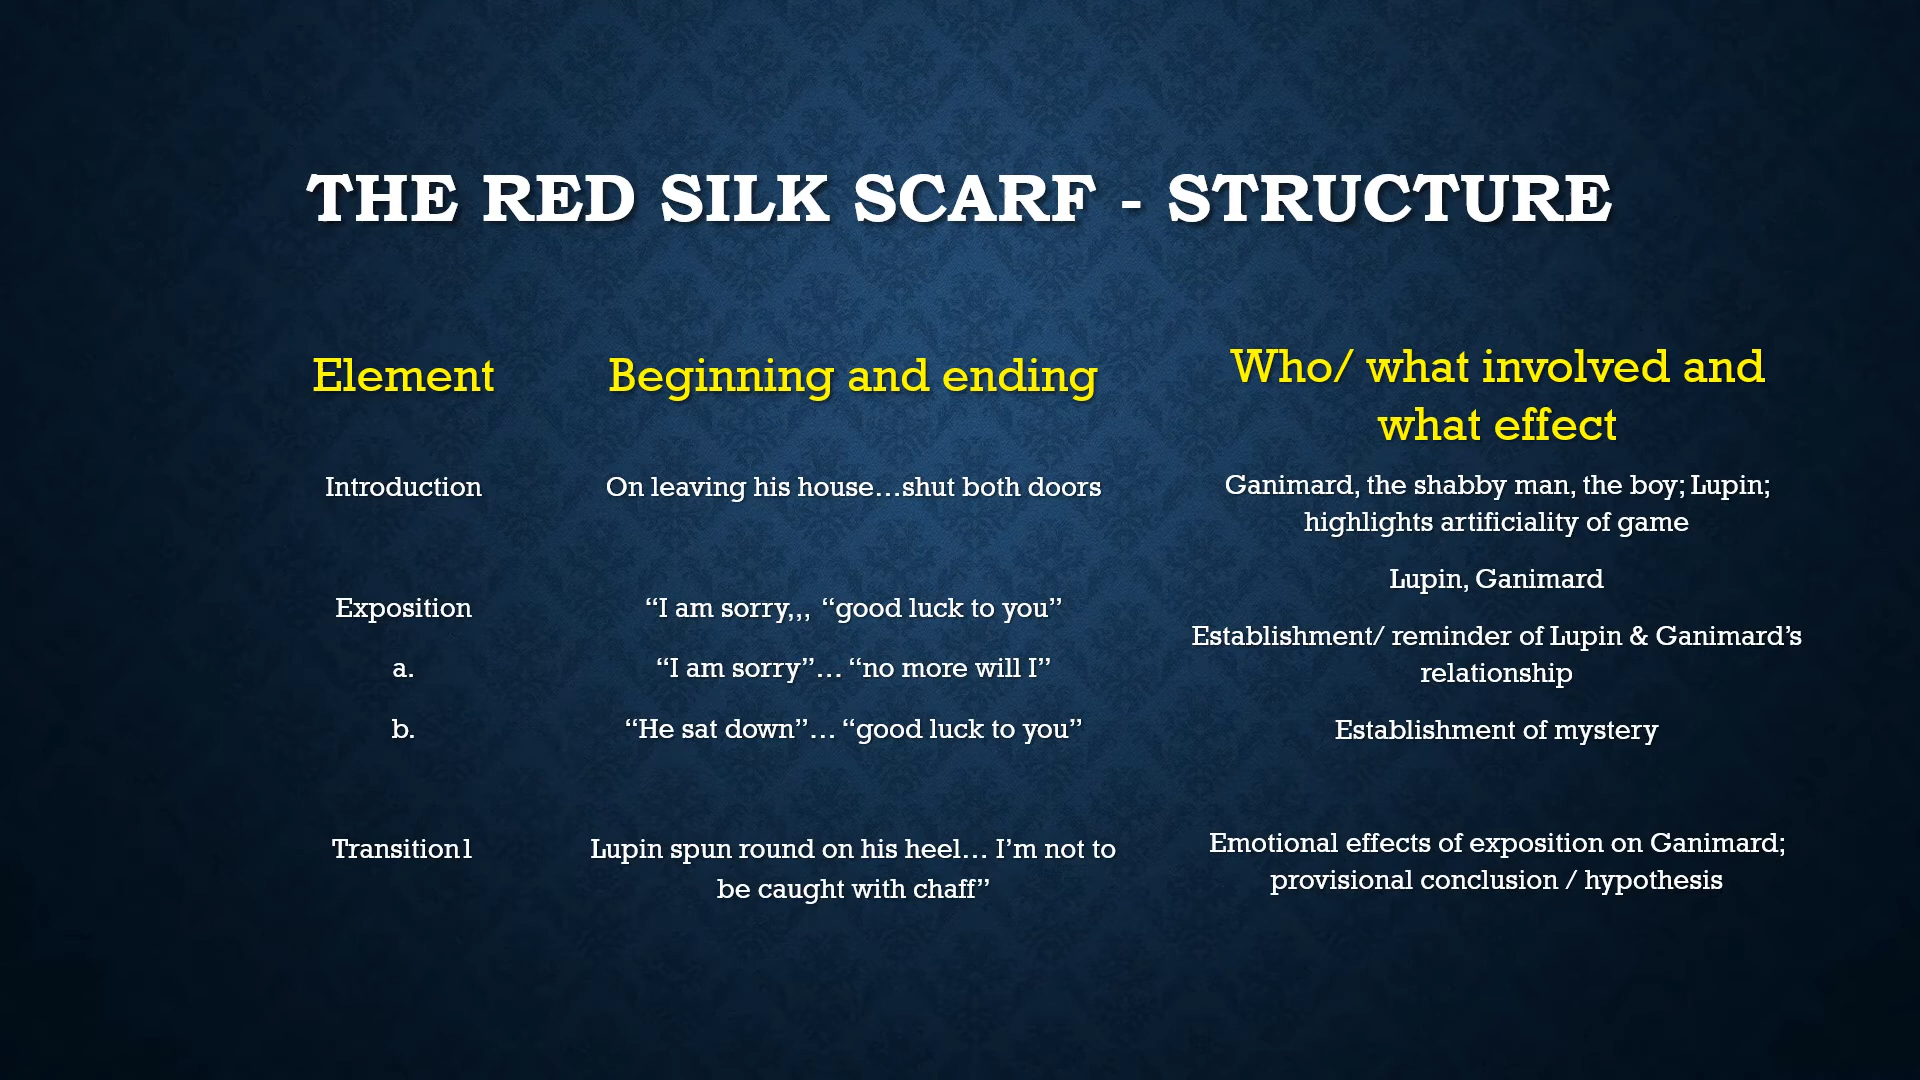 THE RED SILK SCARF - STRUCTURE
Element
Beginning and ending
Who/ what involved and
what effect
Introduction
On leaving his house…shut both doors
Ganimard, the shabby man, the boy; Lupin;
highlights artificiality of game
Lupin, Ganimard
Exposition
“I am sorry,,, “good luck to you”
Establishment/ reminder of Lupin & Ganimard’s
relationship
a.
“I am sorry”… “no more will I”
b.
“He sat down”… “good luck to you”
Establishment of mystery
Transition1
Lupin spun round on his heel… I’m not to
be caught with chaff”
Emotional effects of exposition on Ganimard;
provisional conclusion / hypothesis